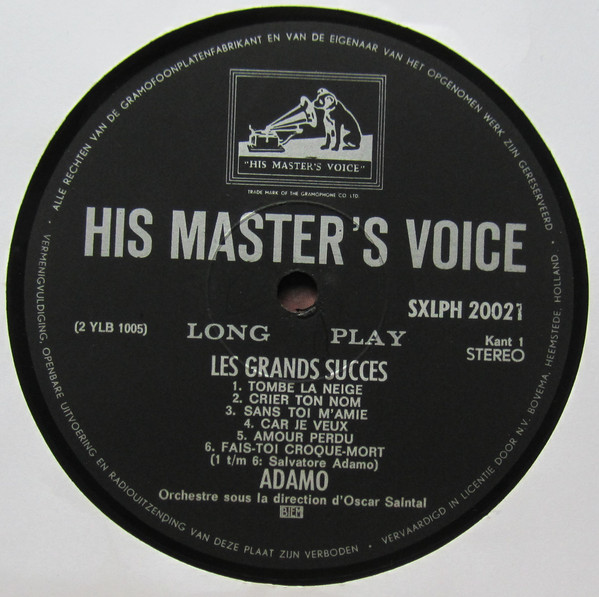 ALLE RECHTEN VAN DE GRAMOFOONPLATENFABRIKANT EN VAN DE EIGENAAR VAN HET OPGENOMEN WERK ZIJN GERESERVEERD •
"HIS MASTER'S VOICE"
TRADE MARK OF THE GRAMOPHONE CO LTD.
HIS MASTER'S VOICE
SXLPH 20021
(2 YLB 1005)
LONG PLAY
Kant 1
STEREO
LES GRANDS SUCCES
1. TOMBE LA NEIGE
2. CRIER TON NOM
3. SANS TOI M'AMIE
4. CAR JE VEUX
5. AMOUR PERDU
6. FAIS-TOI CROQUE-MORT
(1 t/m 6: Salvatore Adamo)
ADAMO
Orchestre sous la direction d'Oscar Saintal
BIEM
• VERMENIGVULDIGING, OPENBARE UITVOERING EN RADIOUITZENDING VAN DEZE PLAAT ZIJN VERBODEN •
VERVAARDIGD IN LICENTIE DOOR N.V. BOVEMA, HEEMSTEDE, HOLLAND •